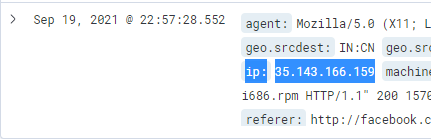 Sep 19, 2021 @ 22:57:28.552 agent: Mozilla/5.0 (X11; L
geo.srcdest: IN:CN geo.sr
ip: 35.143.166.159 machine
i686.rpm HTTP/1.1" 200 1570
referer: http://facebook.c